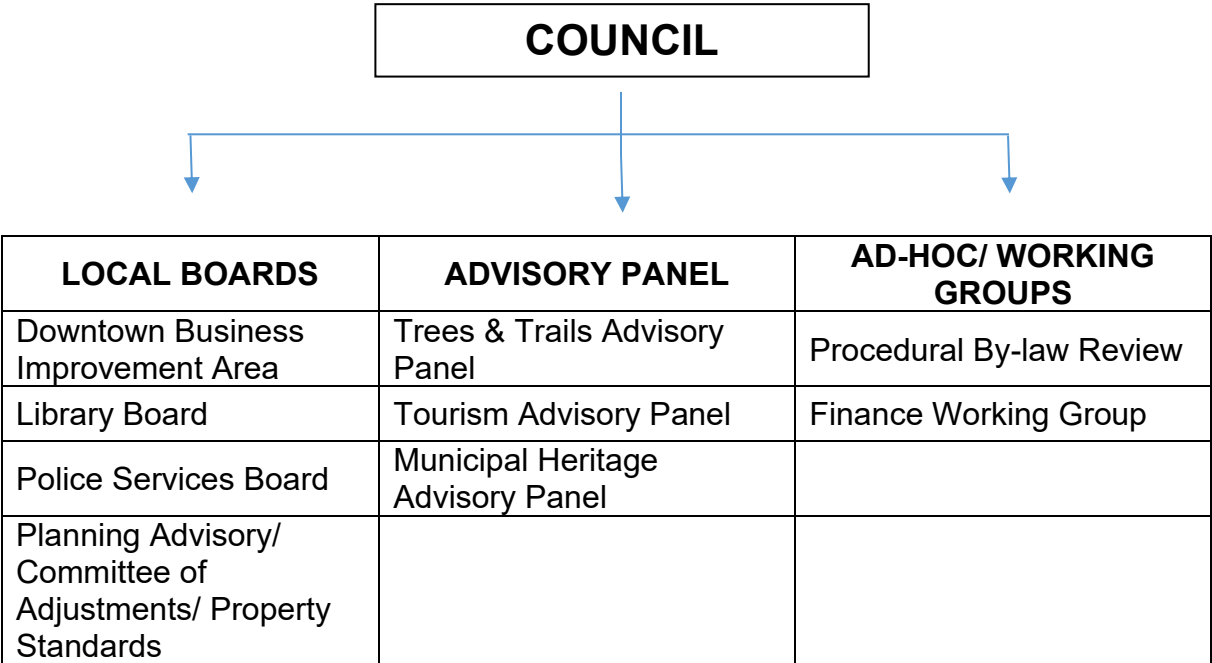 COUNCIL
LOCAL BOARDS
ADVISORY PANEL
AD-HOC/ WORKING
GROUPS
Downtown Business
Improvement Area
Trees & Trails Advisory
Panel
Procedural By-law Review
Library Board
Tourism Advisory Panel
Finance Working Group
Police Services Board
Municipal Heritage
Advisory Panel
Planning Advisory/
Committee of
Adjustments/ Property
Standards